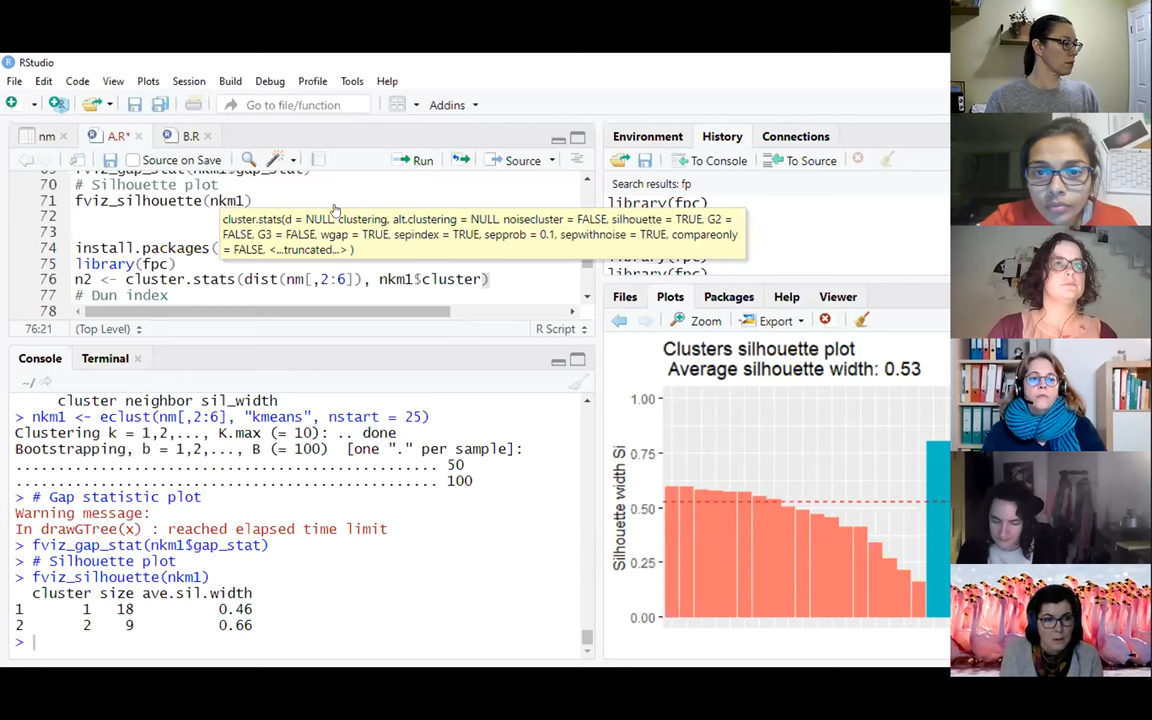 RStudio
File Edit Code View Plots Session Build Debug Profile Tools Help
Go to file/function Addins
nm A.R* B.R
Source on Save Run Source
70 # Silhouette plot
71 fviz_silhouette(nkm1)
72
73
74 install.packages(
75 library(fpc)
76 n2 <- cluster.stats(dist(nm[,2:6]), nkm1$cluster)
77 # Dun index
78
cluster.stats(d = NULL, clustering, alt.clustering = NULL, noisecluster = FALSE, silhouette = TRUE, G2 =
FALSE, G3 = FALSE, wgap = TRUE, sepindex = TRUE, sepprob = 0.1, sepwithnoise = TRUE, compareonly
= FALSE, <...truncated...> )
76:21 (Top Level) R Script
Console Terminal
~/
cluster neighbor sil_width
> nkm1 <- eclust(nm[,2:6], "kmeans", nstart = 25)
Clustering k = 1,2,..., K.max (= 10): .. done
Bootstrapping, b = 1,2,..., B (= 100) [one "." per sample]:
.................................................. 50
.................................................. 100
> # Gap statistic plot
Warning message:
In drawGTree(x) : reached elapsed time limit
> fviz_gap_stat(nkm1$gap_stat)
> # Silhouette plot
> fviz_silhouette(nkm1)
cluster size ave.sil.width
1 1 18 0.46
2 2 9 0.66
>
Environment History Connections
To Console To Source
Search results: fp
library(fpc)
Files Plots Packages Help Viewer
Zoom Export
Clusters silhouette plot
Average silhouette width: 0.53
Silhouette width Si
1.00
0.75
0.50
0.25
0.00